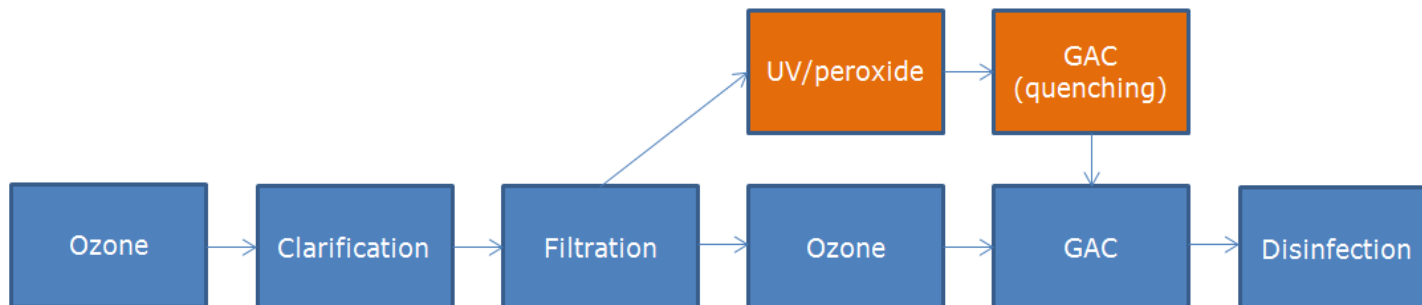 UV/peroxide
GAC
(quenching)
Ozone
Clarification
Filtration
Ozone
GAC
Disinfection